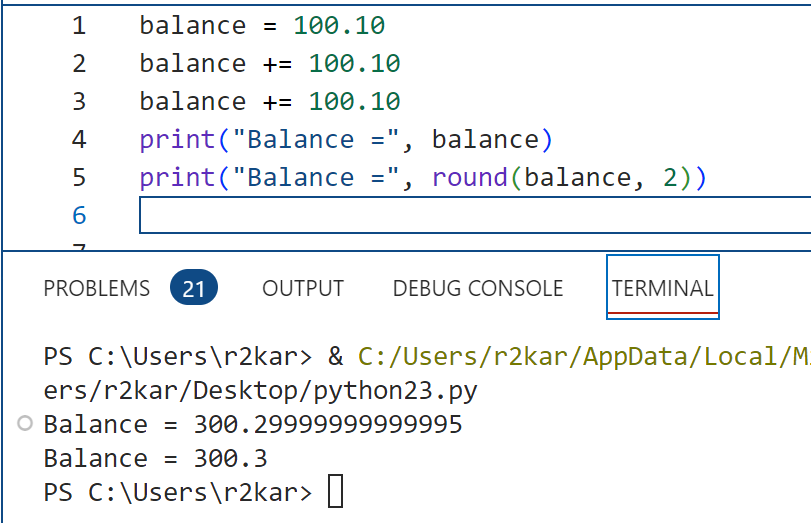 1 balance = 100.10
2 balance += 100.10
3 balance += 100.10
4 print("Balance =", balance)
5 print("Balance =", round(balance, 2))
6
PROBLEMS 21 OUTPUT DEBUG CONSOLE TERMINAL
PS C:\Users\r2kar> & C:/Users/r2kar/AppData/Local/M
ers/r2kar/Desktop/python23.py
Balance = 300.29999999999995
Balance = 300.3
PS C:\Users\r2kar>